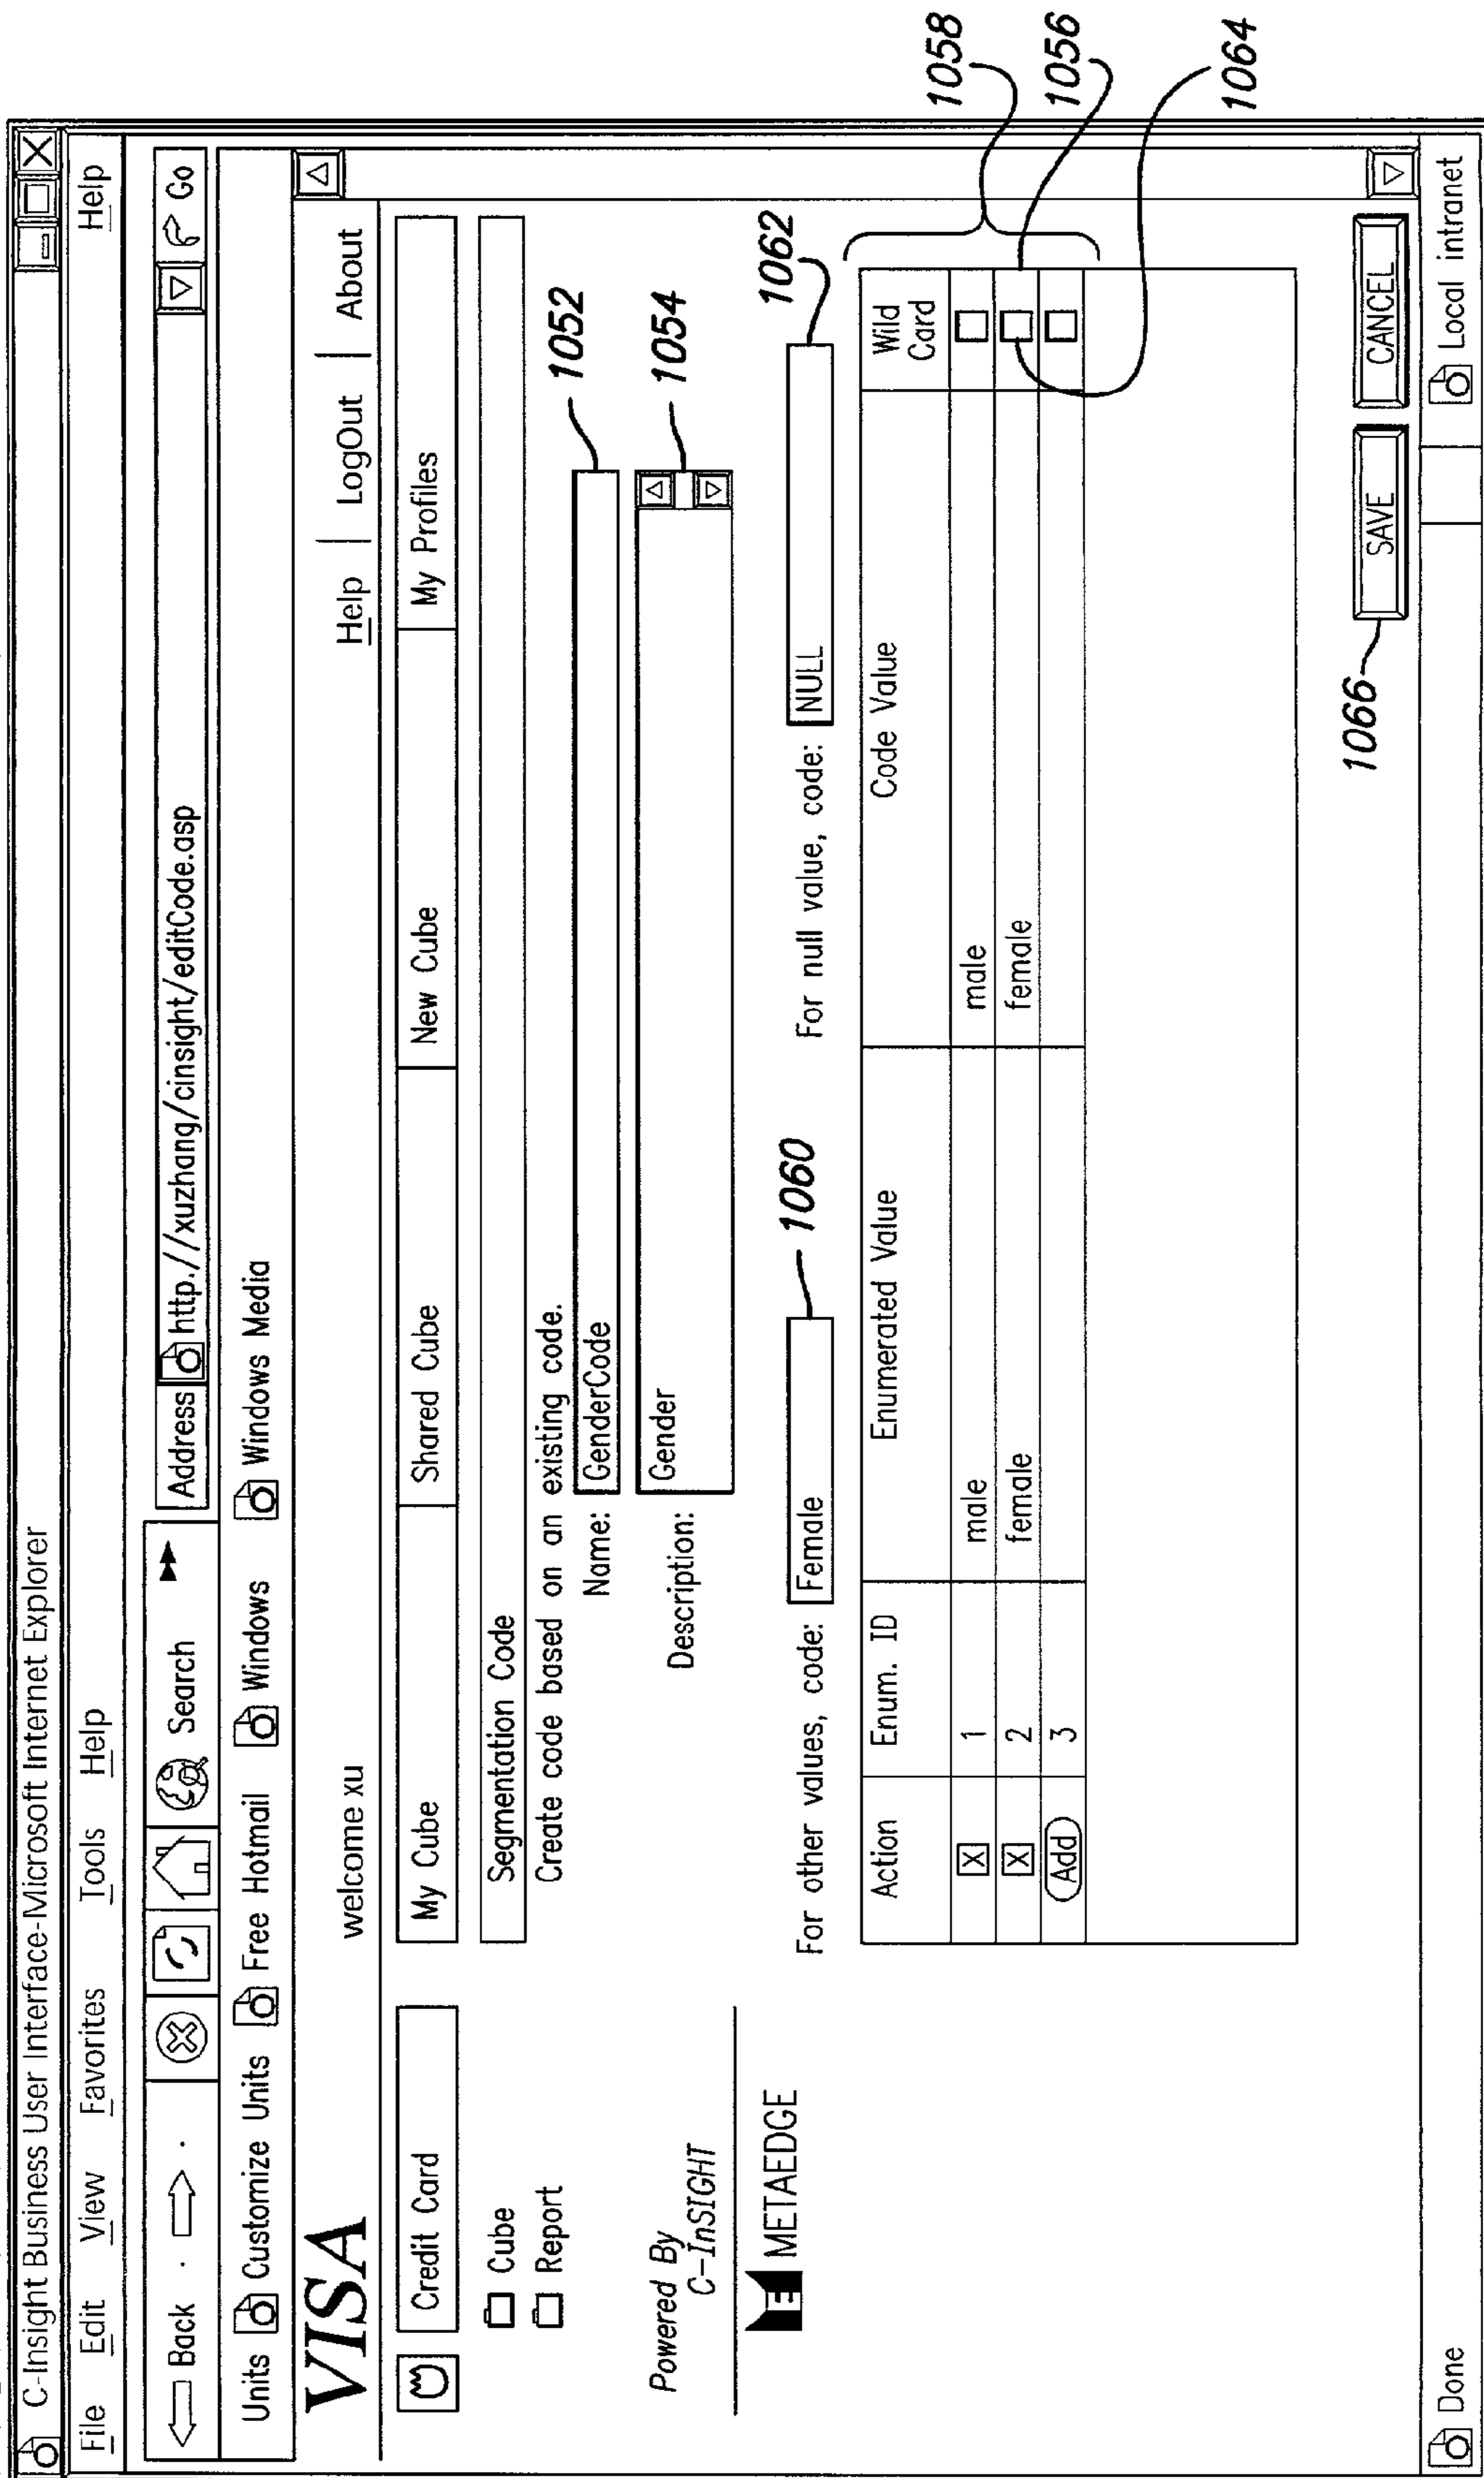 C-Insight Business User Interface-Microsoft Internet Explorer
File Edit View Favorites Tools Help Help
Back Search Address http.//xuzhang/cinsight/editCode.asp Go
Units Customize Units Free Hotmail Windows Windows Media
VISA welcome xu Help | LogOut | About
Credit Card My Cube Shared Cube New Cube My Profiles
Cube
Report
Segmentation Code
Create code based on an existing code.
Name: GenderCode 1052
Description: Gender 1054
Powered By
C-InSIGHT
METAEDGE
For other values, code: Female 1060 For null value, code: NULL 1062
Action Enum. ID Enumerated Value Code Value Wild Card
X 1 male male
X 2 female female
Add 3
1058
1056
1064
1066 SAVE CANCEL
Done Local intranet